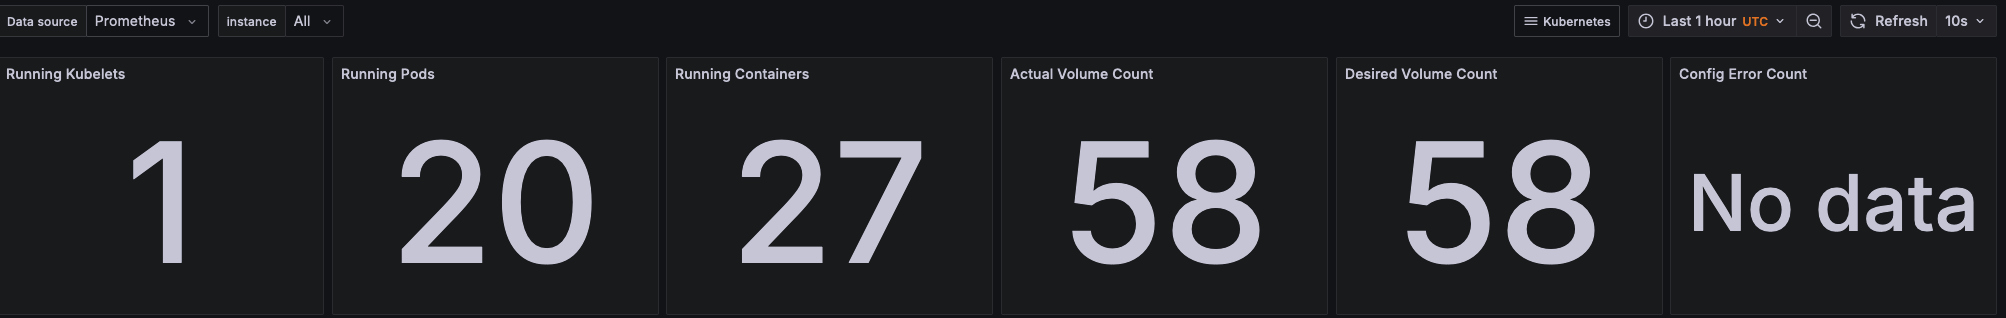 Data source Prometheus instance All Kubernetes Last 1 hour UTC Refresh 10s
Running Kubelets
1
Running Pods
20
Running Containers
27
Actual Volume Count
58
Desired Volume Count
58
Config Error Count
No data